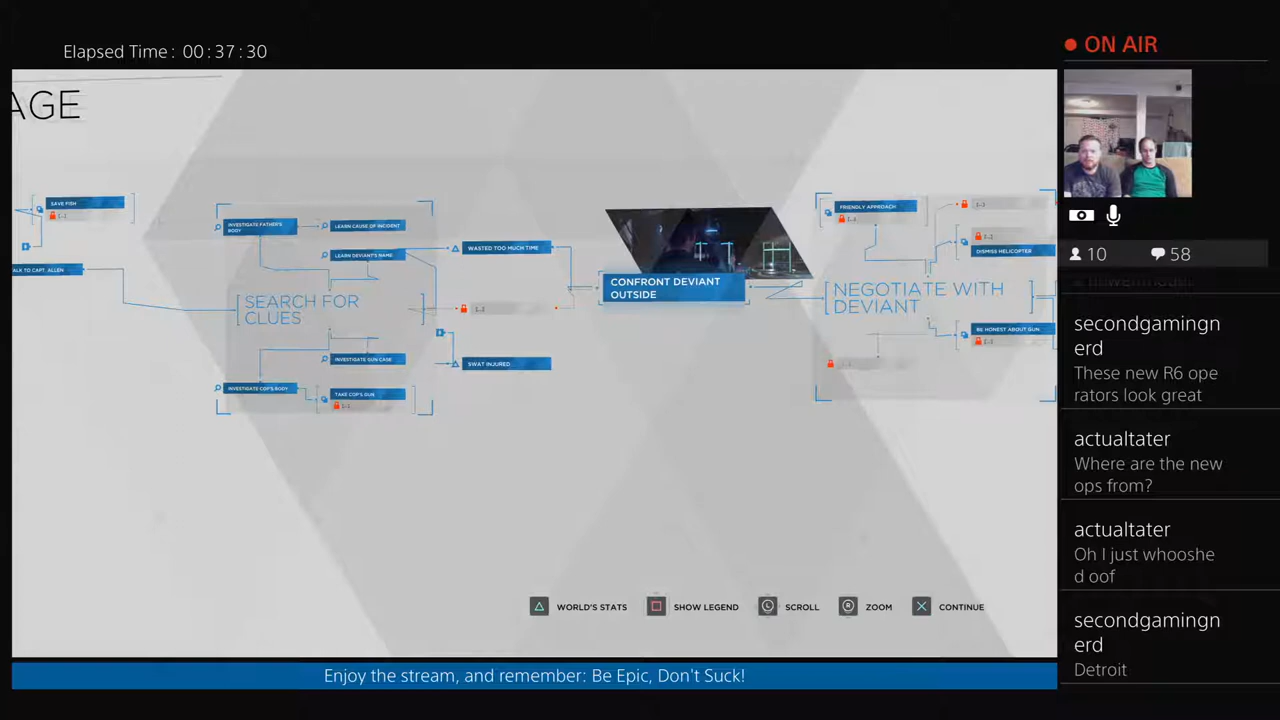 Elapsed Time : 00:37:30
ON AIR
AGE
SAVE FISH
INVESTIGATE FATHER'S
BODY
LEARN CAUSE OF INCIDENT
LEARN DEVIANT'S NAME
ALK TO CAPT. ALLEN
SEARCH FOR
CLUES
INVESTIGATE GUN CASE
INVESTIGATE COP'S BODY
TAKE COP'S GUN
WASTED TOO MUCH TIME
SWAT INJURED
CONFRONT DEVIANT
OUTSIDE
FRIENDLY APPROACH
DISMISS HELICOPTER
NEGOTIATE WITH
DEVIANT
BE HONEST ABOUT GUN
WORLD'S STATS
SHOW LEGEND
L
SCROLL
R
ZOOM
CONTINUE
10
58
secondgamingn
erd
These new R6 ope
rators look great
actualtater
Where are the new
ops from?
actualtater
Oh I just whooshe
d oof
secondgamingn
erd
Detroit
Enjoy the stream, and remember: Be Epic, Don't Suck!